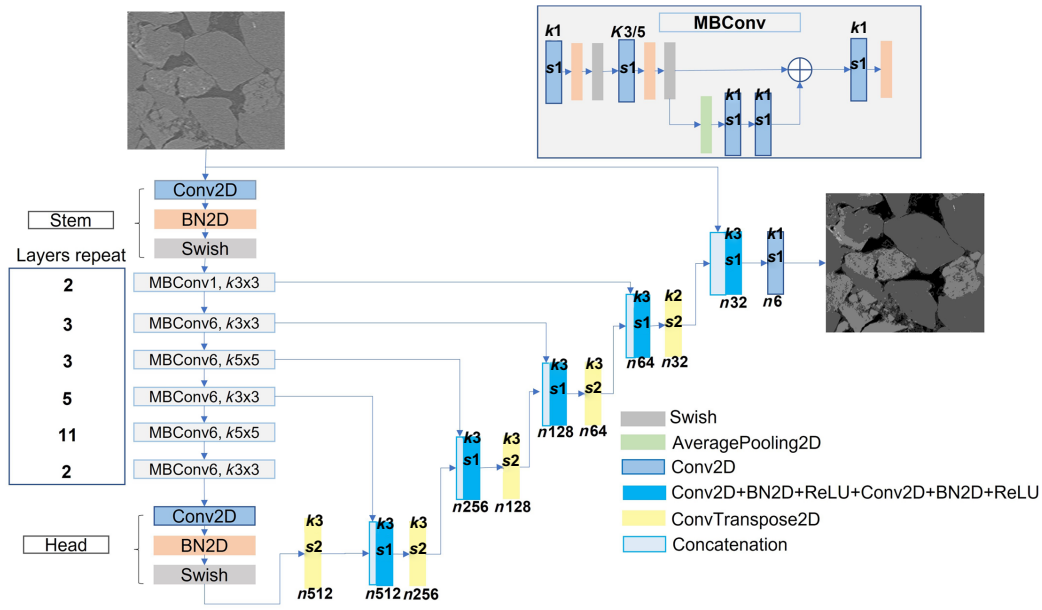 MBConv
k1
s1
K3/5
s1
k1
s1
k1
s1
k1
s1
Conv2D
BN2D
Swish
Stem
Layers repeat
2
MBConv1, k3x3
3
MBConv6, k3x3
3
MBConv6, k5x5
5
MBConv6, k3x3
11
MBConv6, k5x5
2
MBConv6, k3x3
Head
Conv2D
BN2D
Swish
k3
s2
n512
k3
s1
n512
k3
s2
n256
k3
s1
n256
k3
s2
n128
k3
s1
n128
k3
s2
n64
k3
s1
n64
k2
s2
n32
k3
s1
n32
k1
s1
n6
Swish
AveragePooling2D
Conv2D
Conv2D+BN2D+ReLU+Conv2D+BN2D+ReLU
ConvTranspose2D
Concatenation